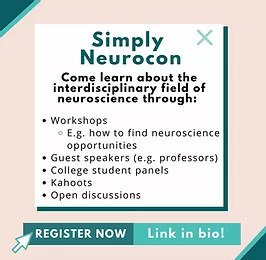 Simply
Neurocon
Come learn about the
interdisciplinary field of
neuroscience through:
• Workshops
○ E.g. how to find neuroscience
opportunities
• Guest speakers (e.g. professors)
• College student panels
• Kahoots
• Open discussions
REGISTER NOW
Link in bio!